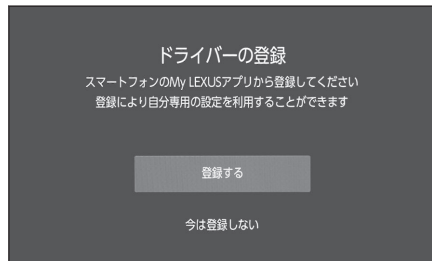 ドライバーの登録
スマートフォンのMy LEXUSアプリから登録してください
登録により自分専用の設定を利用することができます
登録する
今は登録しない